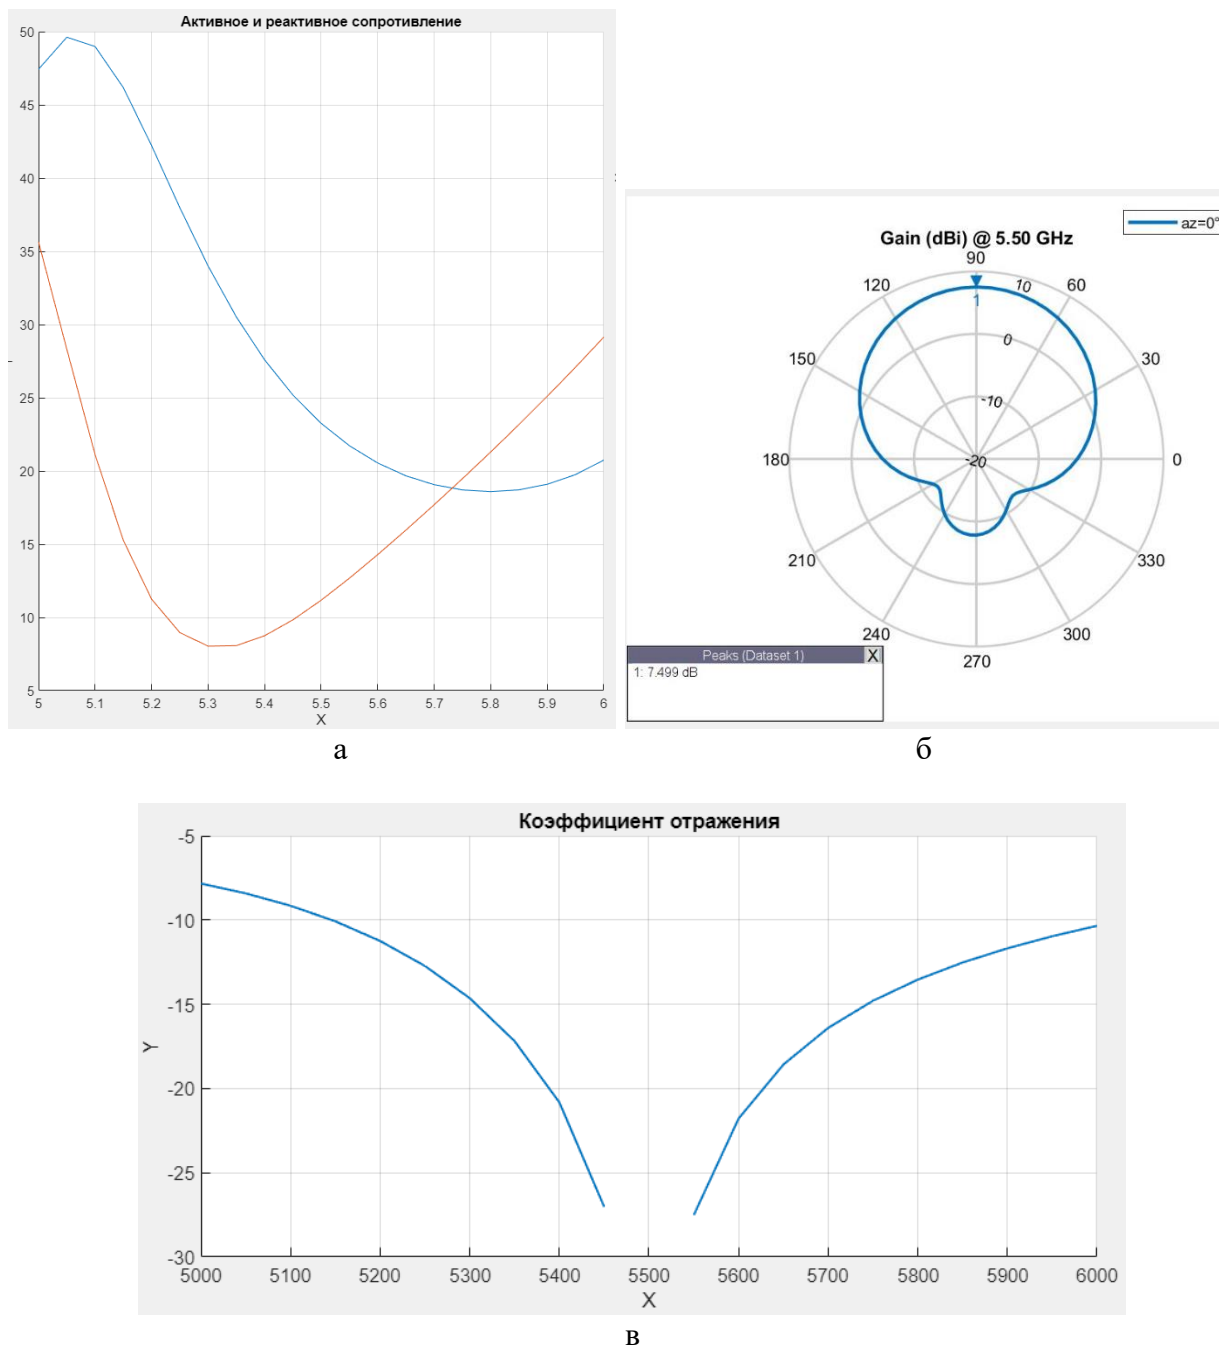 Активное и реактивное сопротивление
50
45
40
35
30
25
20
15
10
5
5 5.1 5.2 5.3 5.4 5.5 5.6 5.7 5.8 5.9 6
X
а
az=0°
Gain (dBi) @ 5.50 GHz
90
120 10 60
1
150 0 30
-10
180 -20 0
210 330
240 300
270
Peaks (Dataset 1) X
1: 7.499 dB
б
Коэффициент отражения
-5
-10
-15
Y
-20
-25
-30
5000 5100 5200 5300 5400 5500 5600 5700 5800 5900 6000
X
в